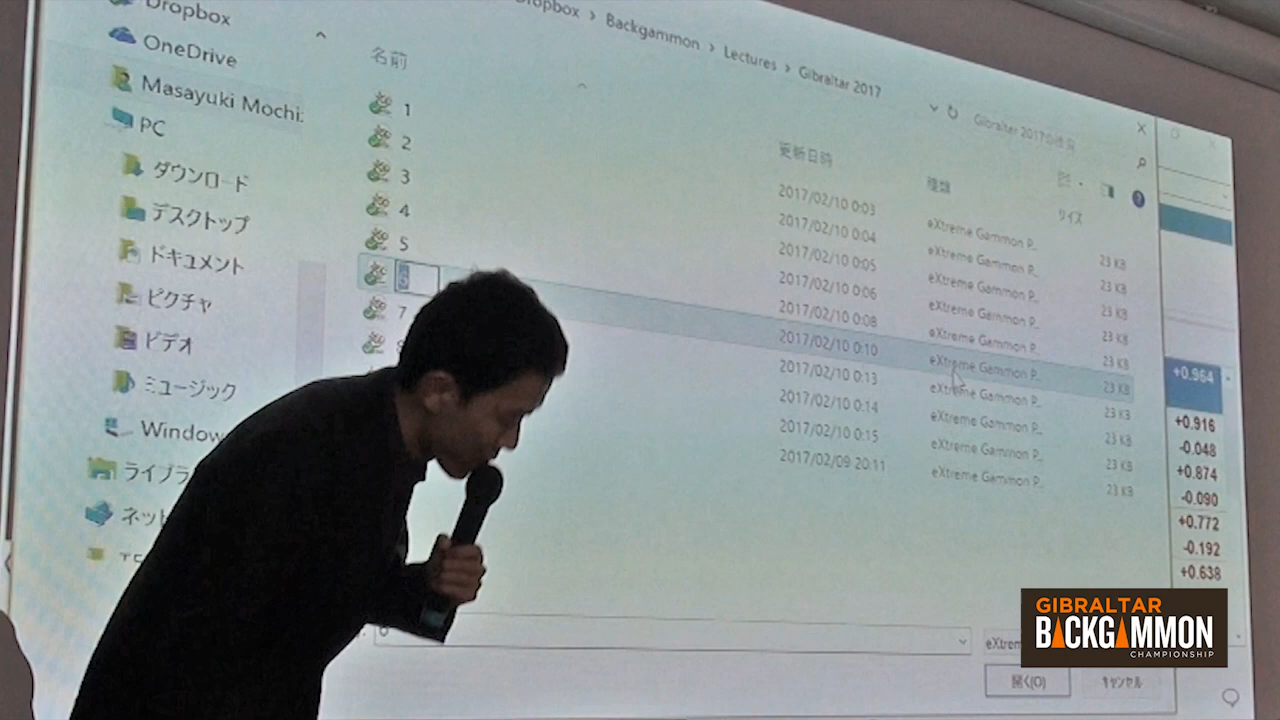 Dropbox › Backgammon › Lectures › Gibraltar 2017
Dropbox
OneDrive
Masayuki Mochi
PC
ダウンロード
デスクトップ
ドキュメント
ピクチャ
ビデオ
ミュージック
Window
ライブラ
ネット
名前
更新日時
種類
サイズ
1
2017/02/10 0:03
eXtreme Gammon P...
23 KB
2
2017/02/10 0:04
eXtreme Gammon P...
23 KB
3
2017/02/10 0:05
eXtreme Gammon P...
23 KB
4
2017/02/10 0:06
eXtreme Gammon P...
23 KB
5
2017/02/10 0:08
eXtreme Gammon P...
23 KB
6
2017/02/10 0:10
eXtreme Gammon P...
23 KB
7
2017/02/10 0:13
eXtreme Gammon P...
23 KB
8
2017/02/10 0:14
eXtreme Gammon P...
23 KB
2017/02/10 0:15
eXtreme Gammon P...
23 KB
2017/02/09 20:11
eXtreme Gammon P...
23 KB
+0.964
+0.916
-0.048
+0.874
-0.090
+0.772
-0.192
+0.638
6
eXtrem
開く(O)
キャンセル
GIBRALTAR
BACKGAMMON
CHAMPIONSHIP